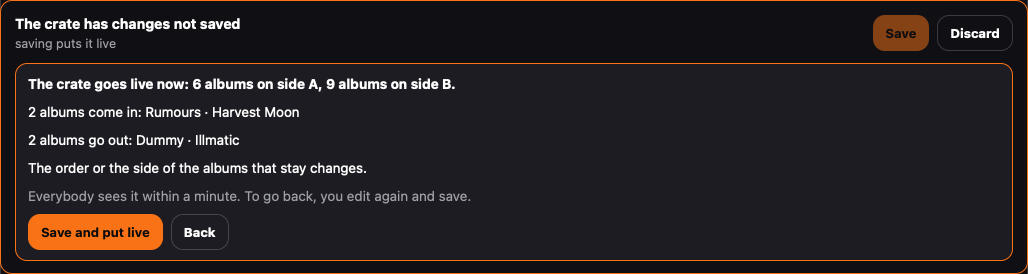 The crate has changes not saved
saving puts it live
Save
Discard
The crate goes live now: 6 albums on side A, 9 albums on side B.
2 albums come in: Rumours · Harvest Moon
2 albums go out: Dummy · Illmatic
The order or the side of the albums that stay changes.
Everybody sees it within a minute. To go back, you edit again and save.
Save and put live
Back